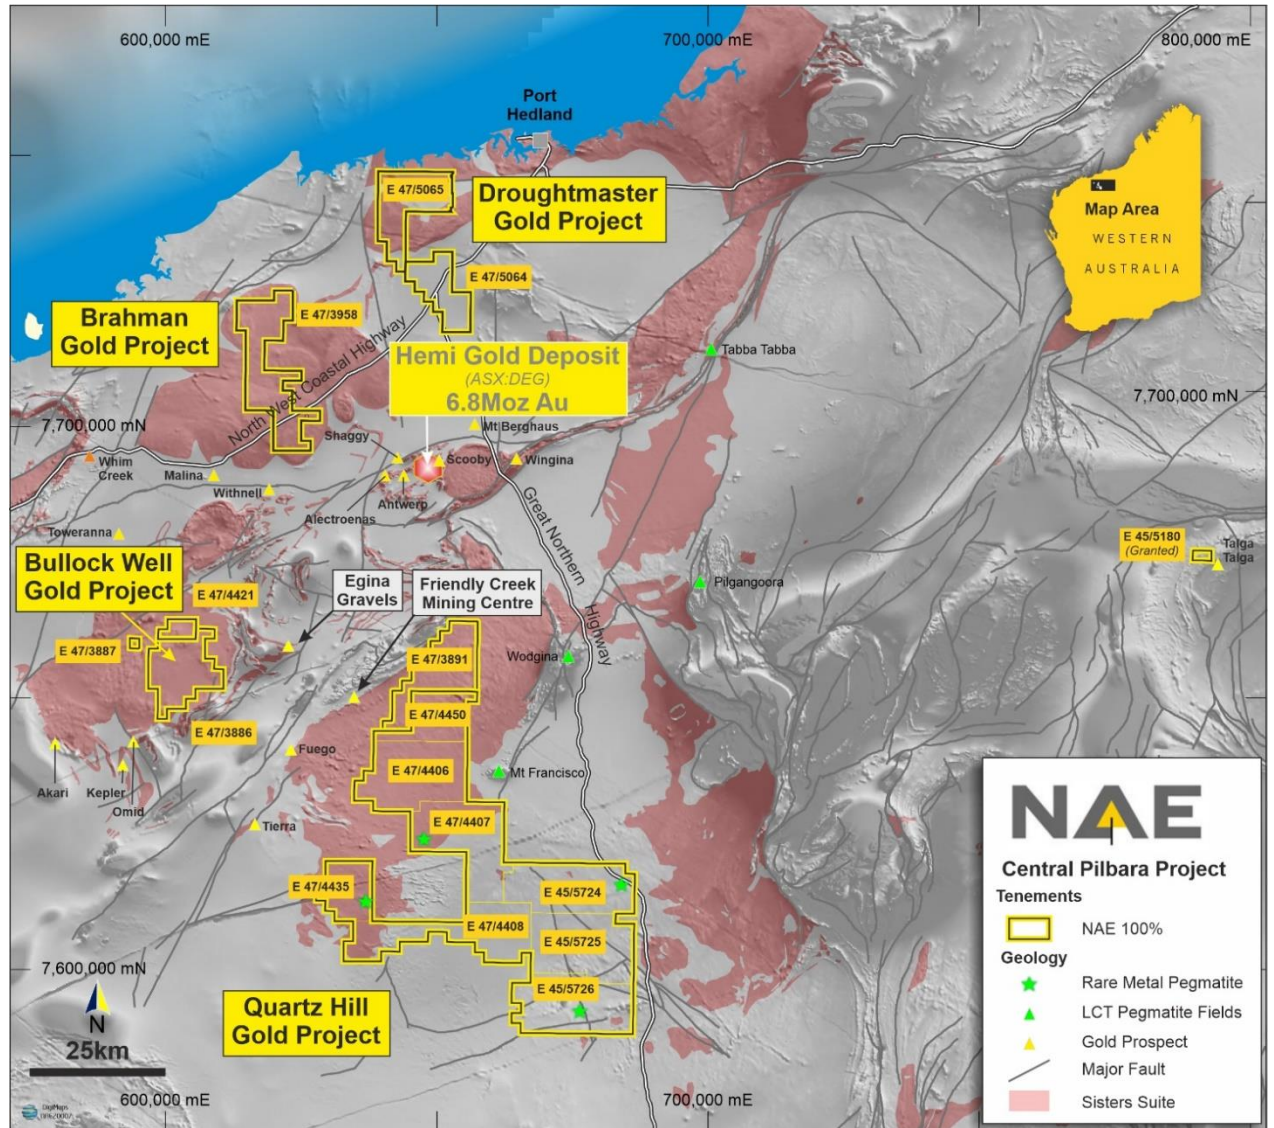 600,000 mE
700,000 mE
800,000 mE
Port
Hedland
E 47/5065
Droughtmaster
Gold Project
Map Area
WESTERN
AUSTRALIA
E 47/5064
Brahman
Gold Project
E 47/3958
North West Coastal Highway
Hemi Gold Deposit
(ASX:DEG)
6.8Moz Au
Tabba Tabba
7,700,000 mN
7,700,000 mN
Mt Berghaus
Shaggy
Scooby
Wingina
Whim
Creek
Malina
Withnell
Antwerp
Alectroenas
Great Northern
Highway
Toweranna
E 45/5180
(Granted)
Talga
Talga
Bullock Well
Gold Project
E 47/4421
Egina
Gravels
Friendly Creek
Mining Centre
Pilgangoora
E 47/3887
Wodgina
E 47/3891
E 47/4450
E 47/3886
Fuego
E 47/4406
Mt Francisco
Akari
Kepler
Omid
Tierra
E 47/4407
E 47/4435
E 45/5724
E 47/4408
E 45/5725
E 45/5726
7,600,000 mN
N
25km
Quartz Hill
Gold Project
NAE
Central Pilbara Project
Tenements
NAE 100%
Geology
Rare Metal Pegmatite
LCT Pegmatite Fields
Gold Prospect
Major Fault
Sisters Suite
DigiMaps
600,000 mE
700,000 mE